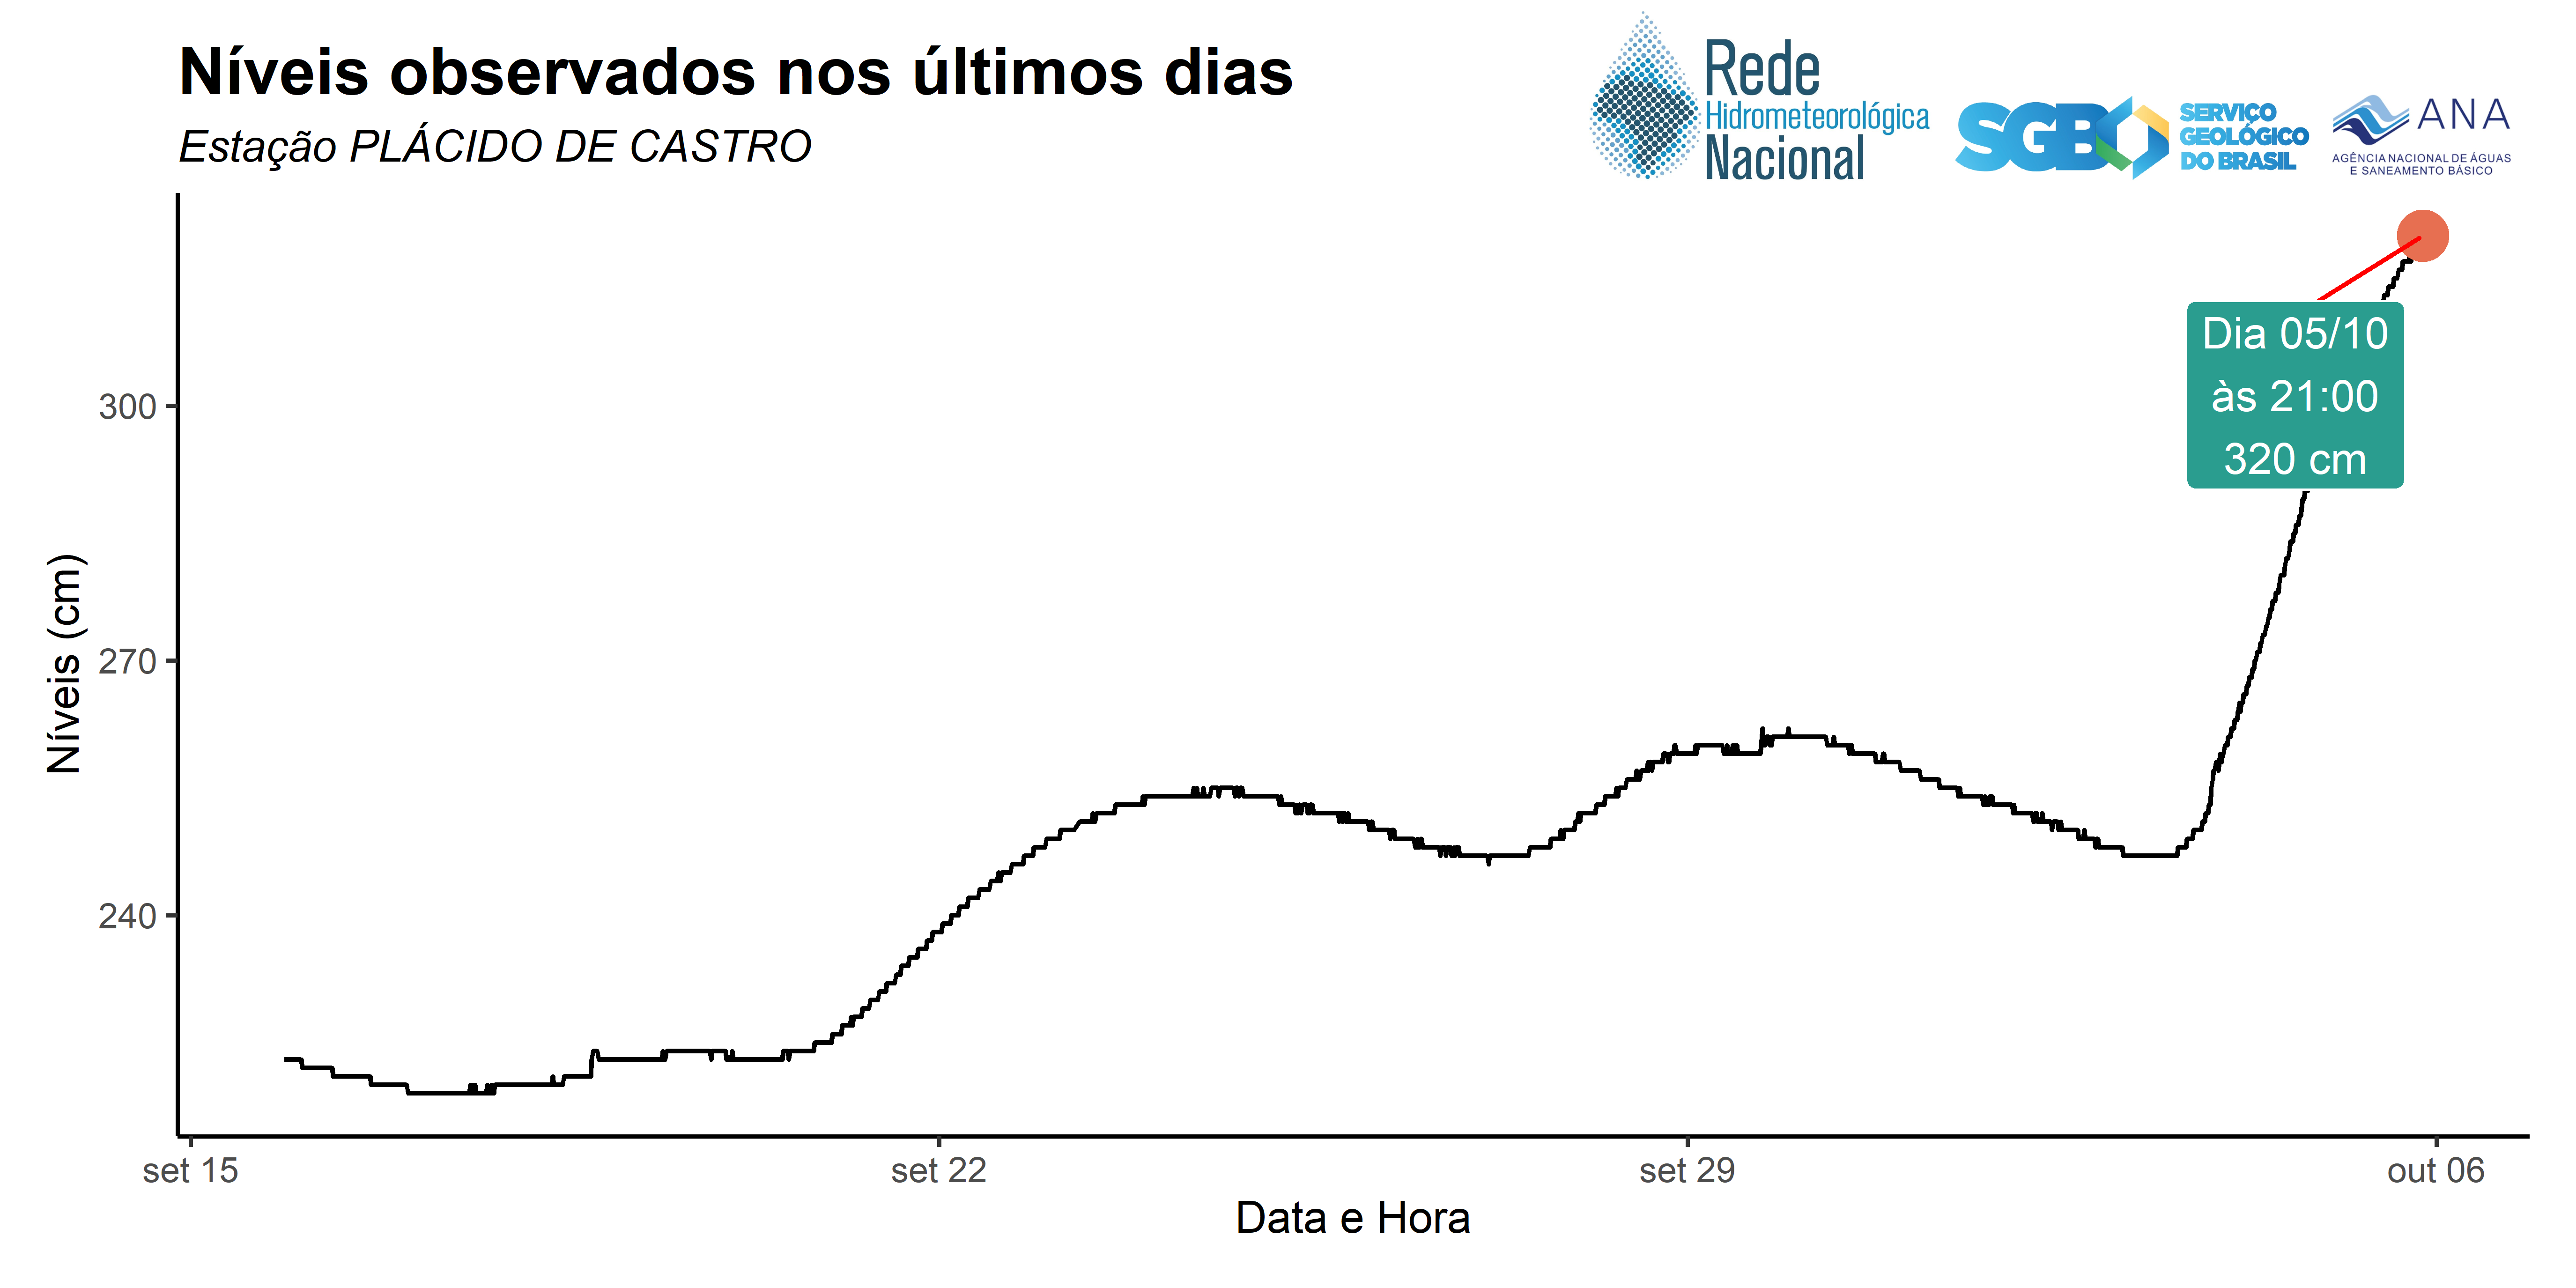 Níveis observados nos últimos dias
Estação PLÁCIDO DE CASTRO
Rede
Hidrometeorológica
Nacional
SGB
SERVIÇO
GEOLÓGICO
DO BRASIL
ANA
AGÊNCIA NACIONAL DE ÁGUAS
E SANEAMENTO BÁSICO
Dia 05/10
às 21:00
320 cm
Níveis (cm)
300
270
240
set 15
set 22
set 29
out 06
Data e Hora